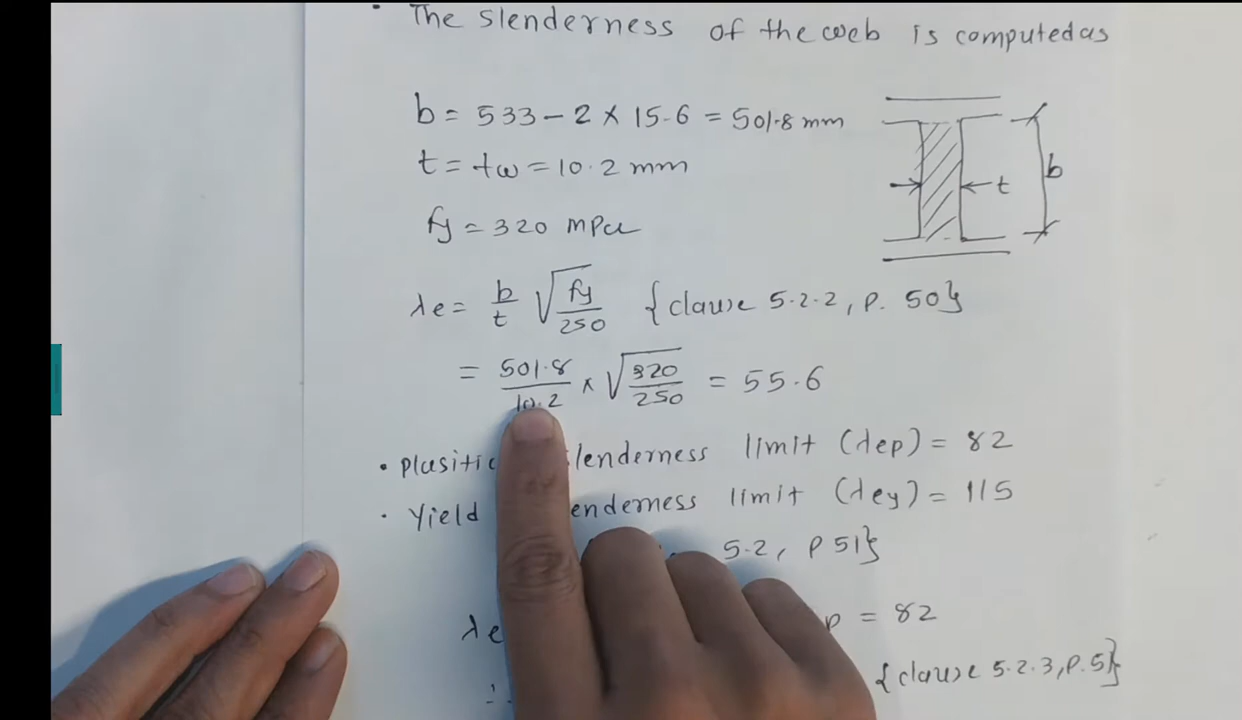 • The slenderness of the web is computed as
b = 533 - 2 × 15.6 = 501.8 mm
t = tw = 10.2 mm
b
t
fy = 320 MPa
λe = b/t √(fy/250) {clause 5.2.2, P. 50}
= 501.8/10.2 × √(320/250) = 55.6
• plasitic lenderness limit (λep) = 82
• Yield enderness limit (λey) = 115
5.2, P 51}
λe p = 82
{clause 5.2.3, P.51}
∴